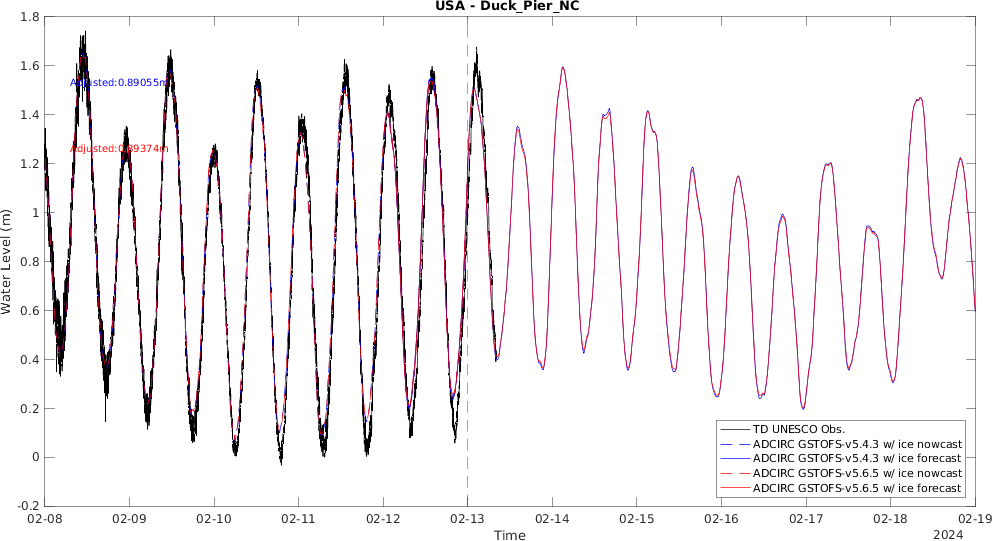 USA - Duck_Pier_NC
1.8
1.6
1.4
1.2
1
0.8
0.6
0.4
0.2
0
-0.2
Water Level (m)
Adjusted:0.89055m
Adjusted:0.89374m
TD UNESCO Obs.
ADCIRC GSTOFS-v5.4.3 w/ ice nowcast
ADCIRC GSTOFS-v5.4.3 w/ ice forecast
ADCIRC GSTOFS-v5.6.5 w/ ice nowcast
ADCIRC GSTOFS-v5.6.5 w/ ice forecast
02-08 02-09 02-10 02-11 02-12 02-13 02-14 02-15 02-16 02-17 02-18 02-19
Time
2024